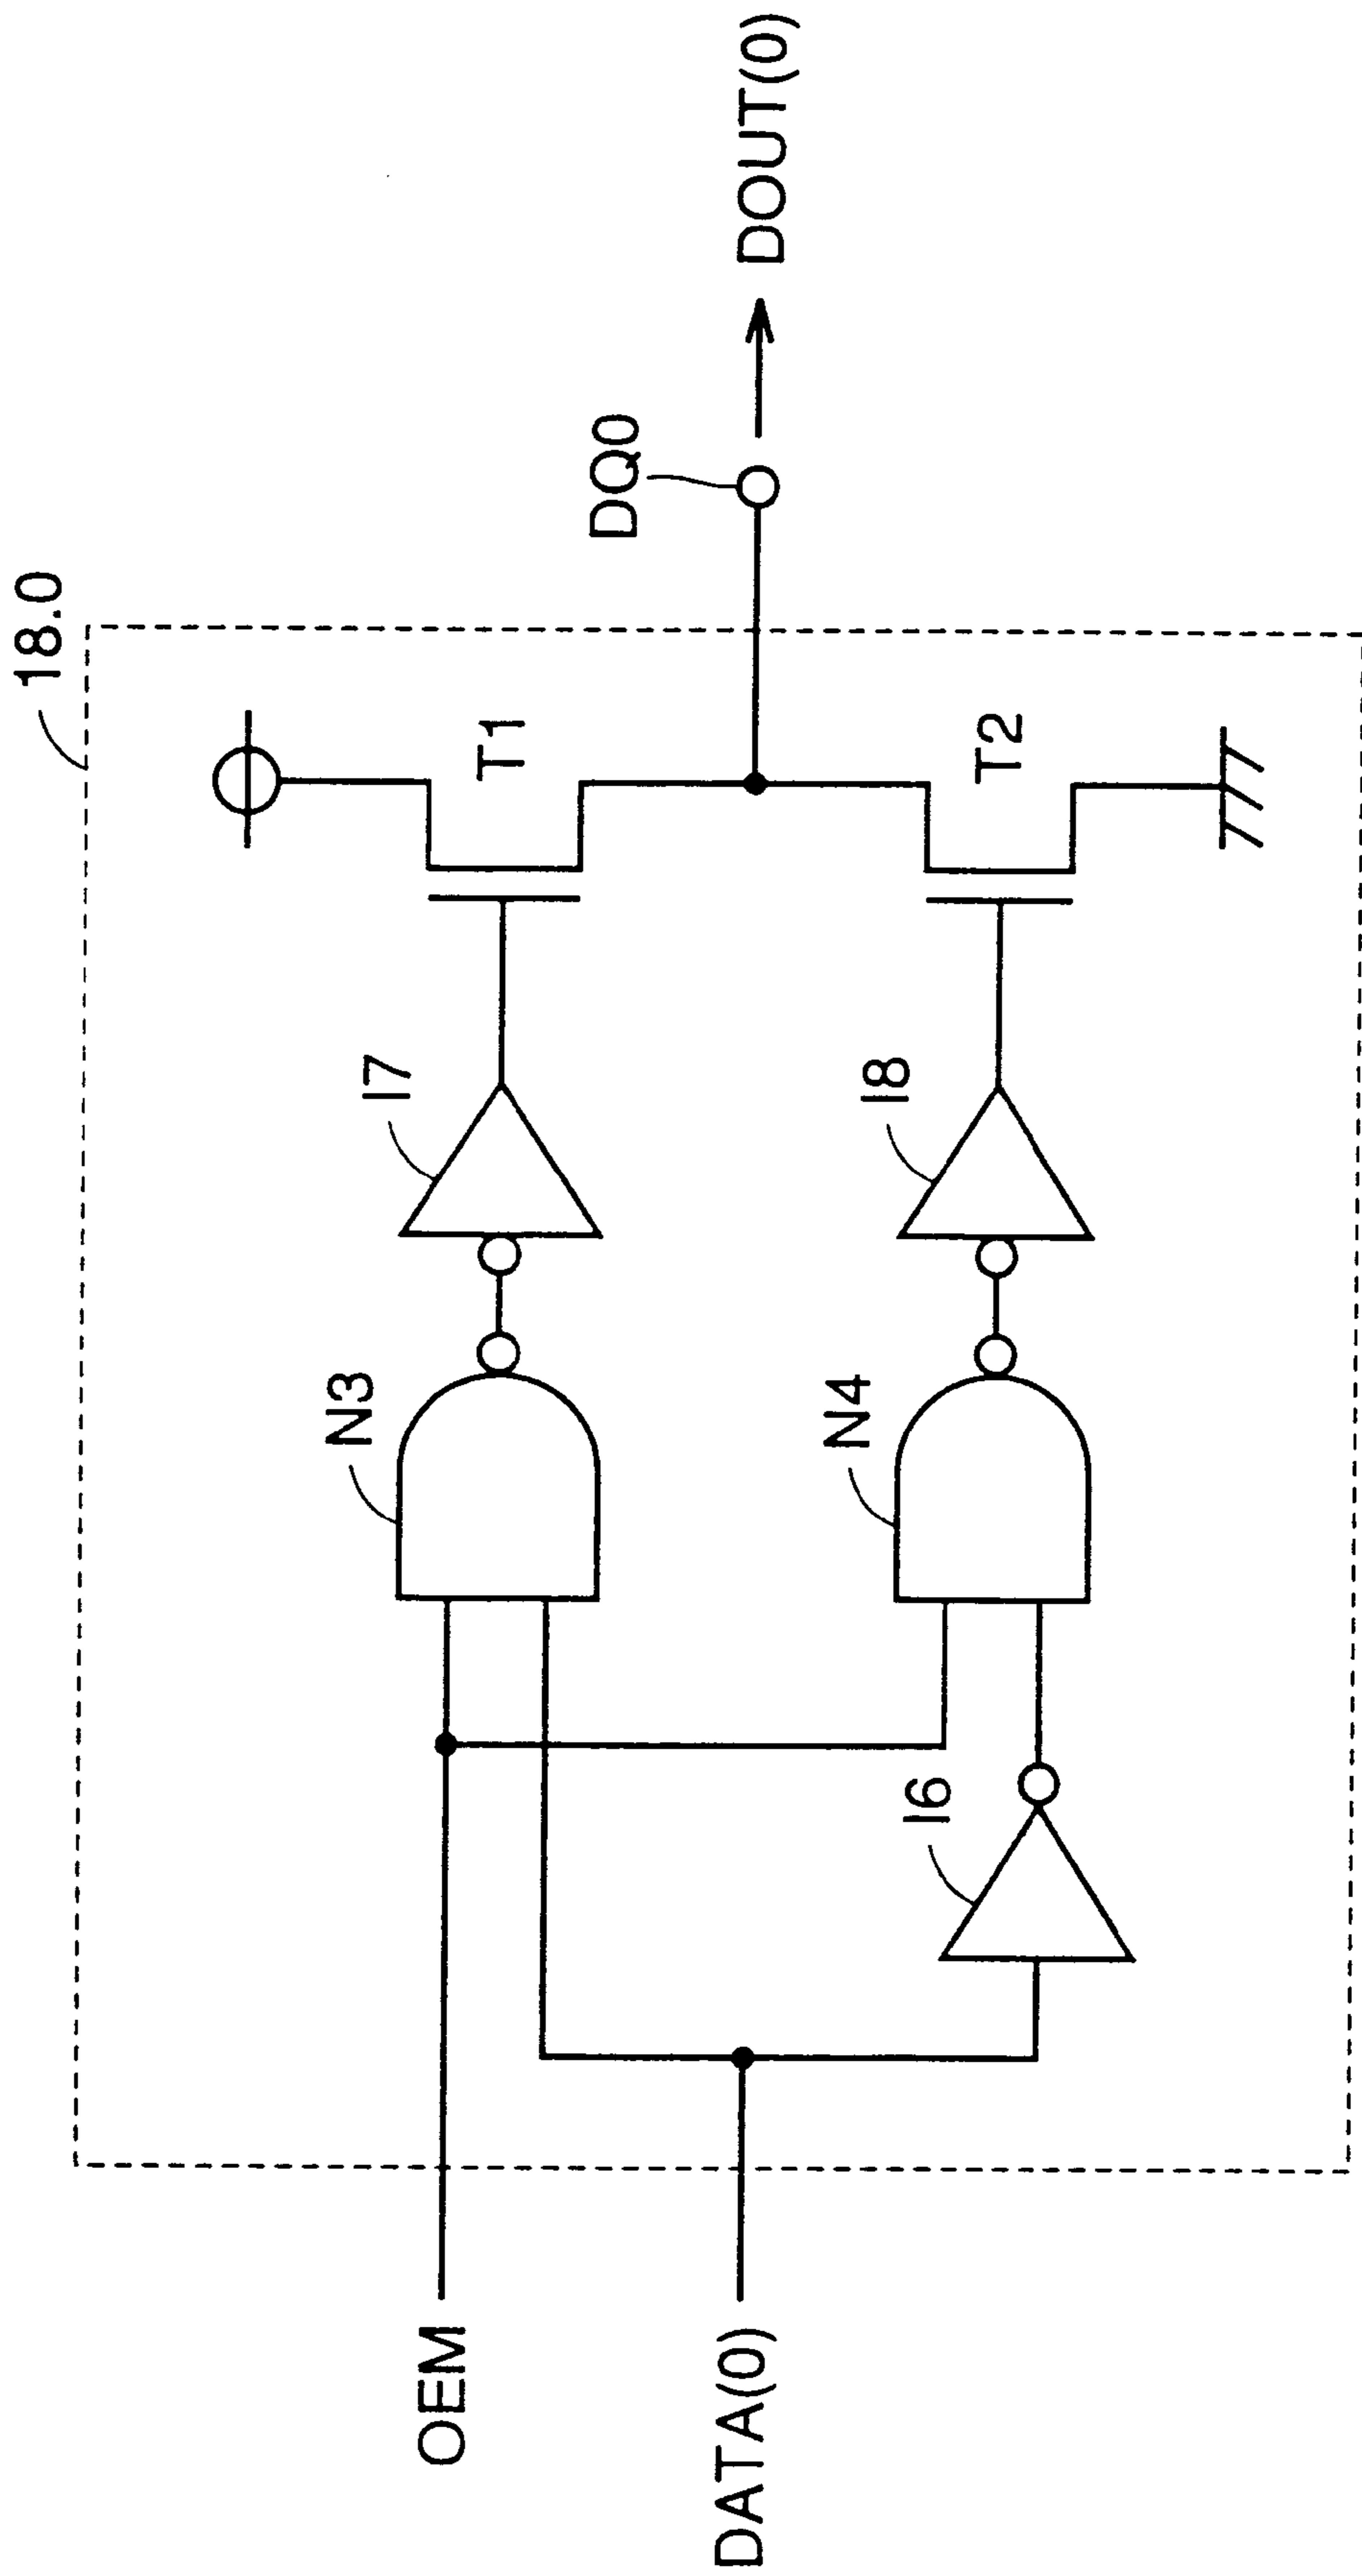 18.0
OEM
DATA(0)
N3
N4
I6
I7
I8
T1
T2
DQ0
DOUT(0)